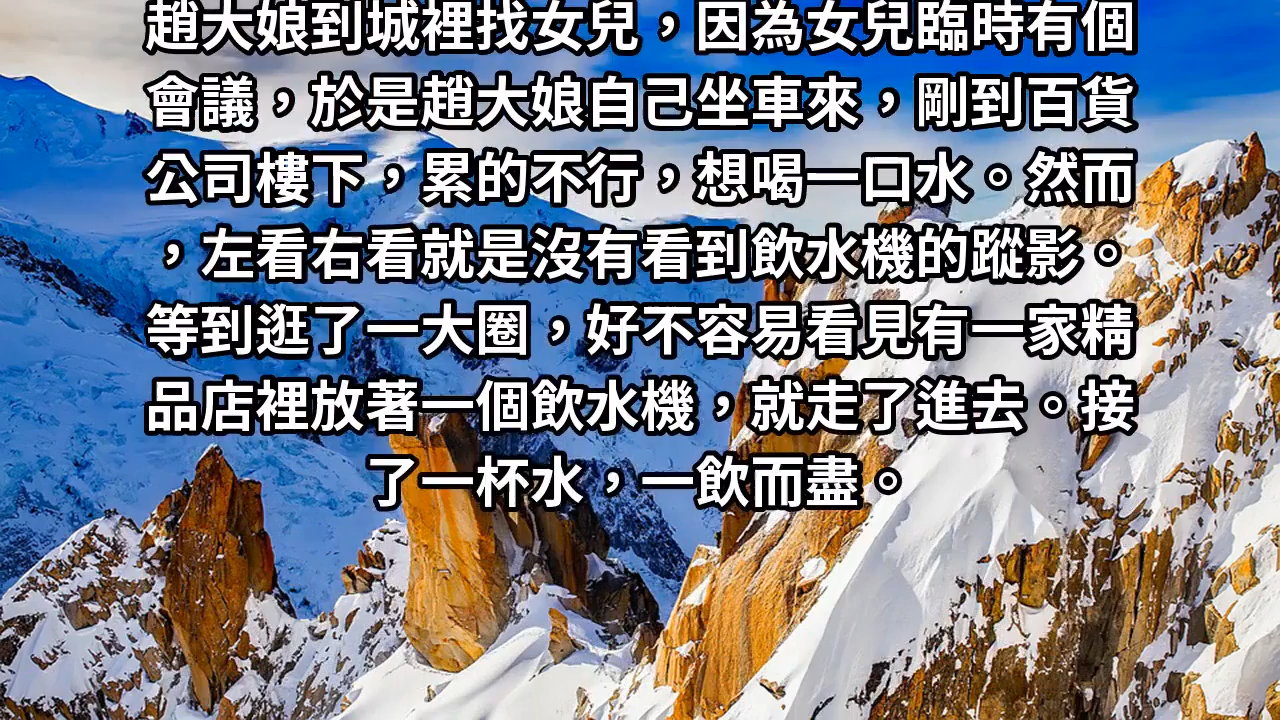 趙大娘到城裡找女兒，因為女兒臨時有個
會議，於是趙大娘自己坐車來，剛到百貨
公司樓下，累的不行，想喝一口水。然而
，左看右看就是沒有看到飲水機的蹤影。
等到逛了一大圈，好不容易看見有一家精
品店裡放著一個飲水機，就走了進去。接
了一杯水，一飲而盡。